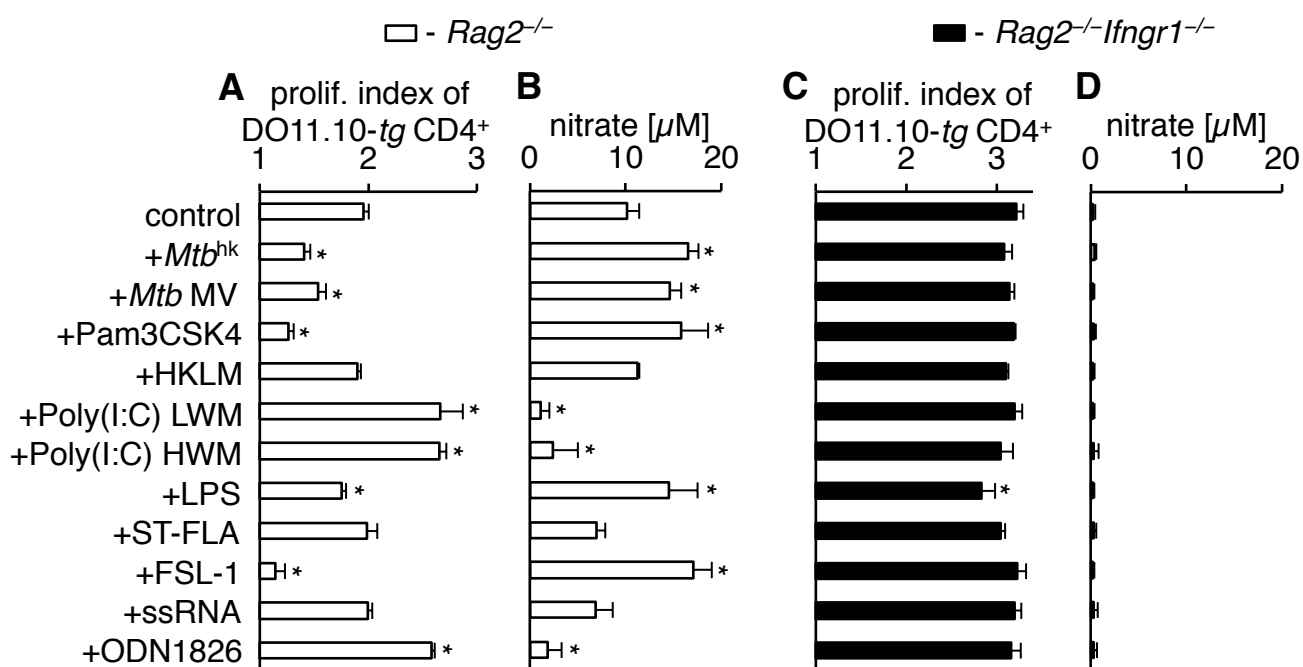 - Rag2–/–
- Rag2–/–Ifngr1–/–
A prolif. index of
DO11.10-tg CD4+
B
nitrate [µM]
C prolif. index of
DO11.10-tg CD4+
D
nitrate [µM]
1 2 3
0 10 20
1 2 3
0 10 20
control
+Mtbhk *
*
+Mtb MV *
*
+Pam3CSK4 *
*
+HKLM
+Poly(I:C) LWM *
*
+Poly(I:C) HWM *
*
+LPS *
*
*
+ST-FLA
+FSL-1 *
*
+ssRNA
+ODN1826 *
*